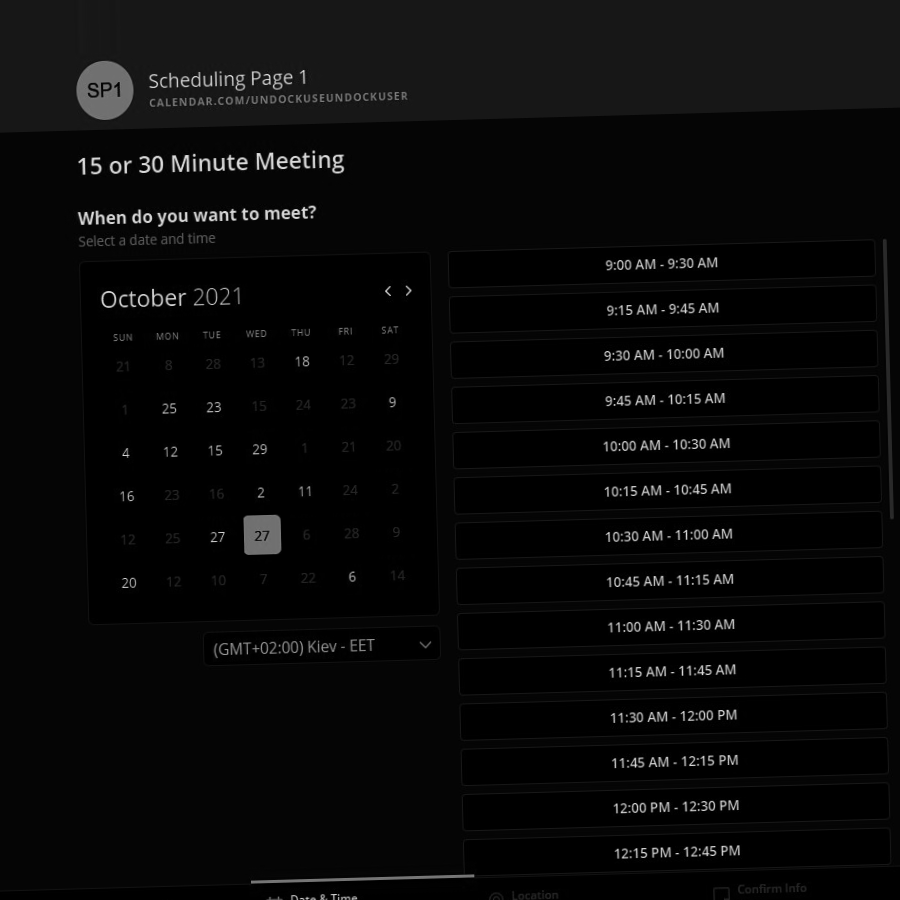 SP1
Scheduling Page 1
CALENDAR.COM/UNDOCKUSEUNDOCKUSER
15 or 30 Minute Meeting
When do you want to meet?
Select a date and time
October 2021
SUN MON TUE WED THU FRI SAT
21 8 28 13 18 12 29
1 25 23 15 24 23 9
4 12 15 29 1 21 20
16 23 16 2 11 24 2
12 25 27 27 6 28 9
20 12 10 7 22 6 14
(GMT+02:00) Kiev - EET
9:00 AM - 9:30 AM
9:15 AM - 9:45 AM
9:30 AM - 10:00 AM
9:45 AM - 10:15 AM
10:00 AM - 10:30 AM
10:15 AM - 10:45 AM
10:30 AM - 11:00 AM
10:45 AM - 11:15 AM
11:00 AM - 11:30 AM
11:15 AM - 11:45 AM
11:30 AM - 12:00 PM
11:45 AM - 12:15 PM
12:00 PM - 12:30 PM
12:15 PM - 12:45 PM
Date & Time
Location
Confirm Info